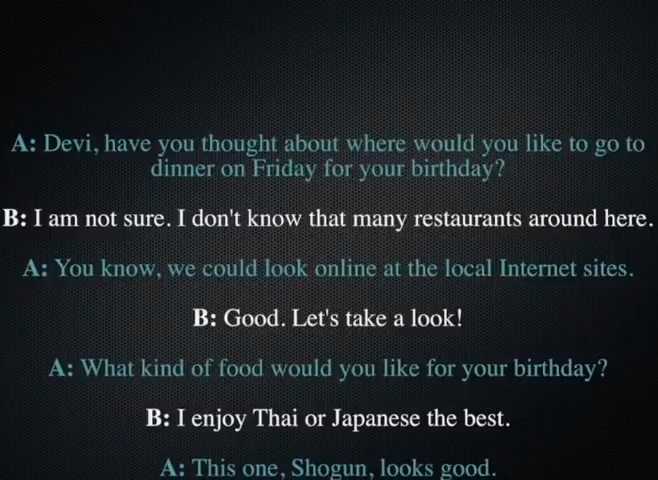 A: Devi, have you thought about where would you like to go to
dinner on Friday for your birthday?
B: I am not sure. I don't know that many restaurants around here.
A: You know, we could look online at the local Internet sites.
B: Good. Let's take a look!
A: What kind of food would you like for your birthday?
B: I enjoy Thai or Japanese the best.
A: This one, Shogun, looks good.